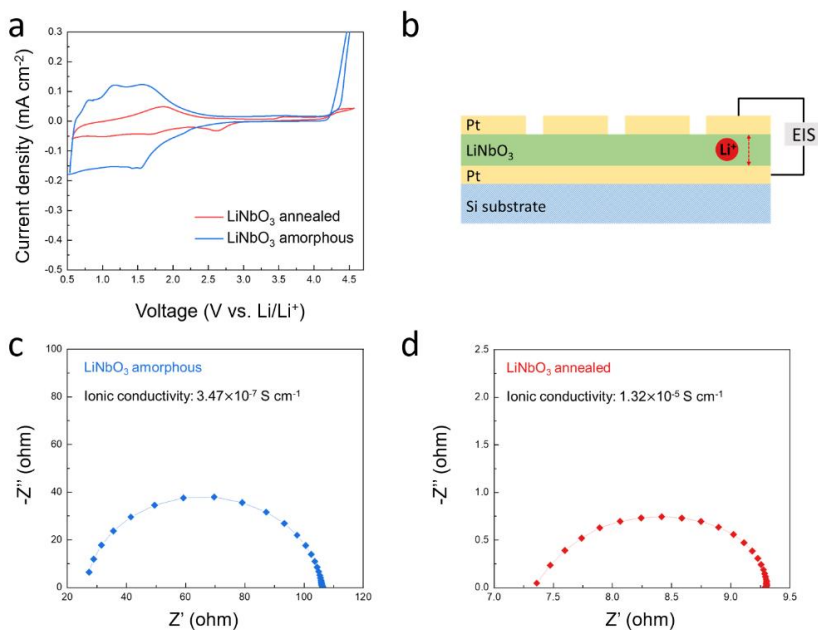 a
0.3
0.2
0.1
0.0
-0.1
-0.2
-0.3
-0.4
-0.5
Current density (mA cm⁻²)
LiNbO₃ annealed
LiNbO₃ amorphous
0.5 1.0 1.5 2.0 2.5 3.0 3.5 4.0 4.5
Voltage (V vs. Li/Li⁺)
b
Pt
LiNbO₃
Li⁺
EIS
Pt
Si substrate
c
LiNbO₃ amorphous
Ionic conductivity: 3.47×10⁻⁷ S cm⁻¹
100
80
60
40
20
0
-Z'' (ohm)
20 40 60 80 100 120
Z' (ohm)
d
LiNbO₃ annealed
Ionic conductivity: 1.32×10⁻⁵ S cm⁻¹
2.5
2.0
1.5
1.0
0.5
0.0
-Z'' (ohm)
7.0 7.5 8.0 8.5 9.0 9.5
Z' (ohm)